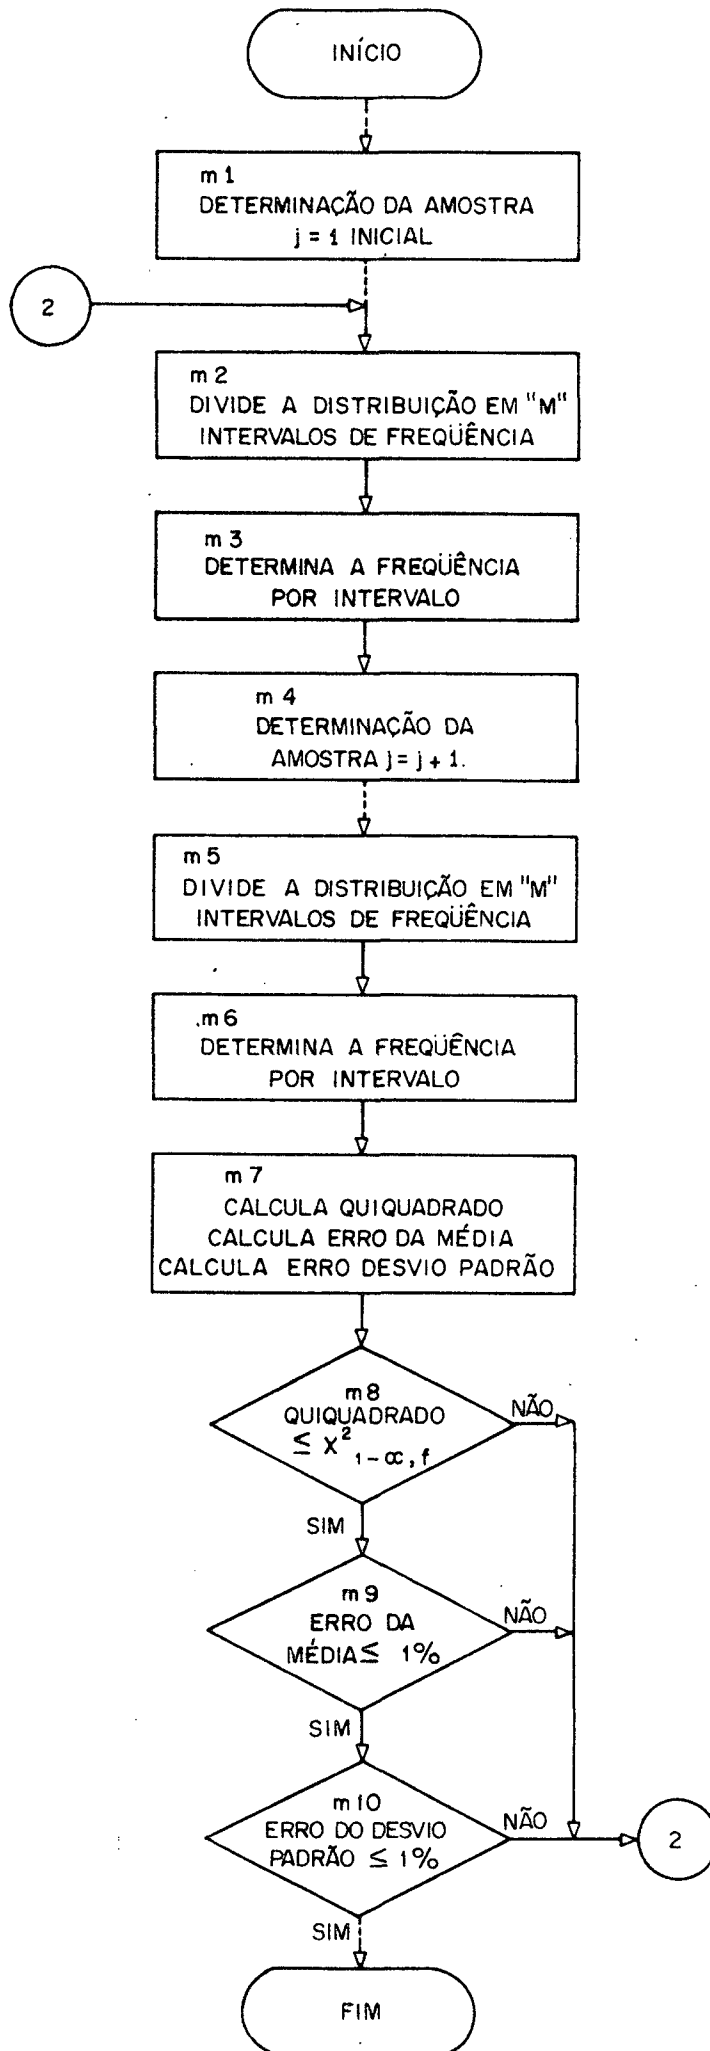 INÍCIO
m 1
DETERMINAÇÃO DA AMOSTRA
j = 1 INICIAL
2
m 2
DIVIDE A DISTRIBUIÇÃO EM "M"
INTERVALOS DE FREQÜÊNCIA
m 3
DETERMINA A FREQÜÊNCIA
POR INTERVALO
m 4
DETERMINAÇÃO DA
AMOSTRA j = j + 1.
m 5
DIVIDE A DISTRIBUIÇÃO EM "M"
INTERVALOS DE FREQÜÊNCIA
m 6
DETERMINA A FREQÜÊNCIA
POR INTERVALO
m 7
CALCULA QUIQUADRADO
CALCULA ERRO DA MÉDIA
CALCULA ERRO DESVIO PADRÃO
m 8
QUIQUADRADO
≤ X² 1-∝, f
NÃO
SIM
m 9
ERRO DA
MÉDIA ≤ 1%
NÃO
SIM
m 10
ERRO DO DESVIO
PADRÃO ≤ 1%
NÃO
2
SIM
FIM